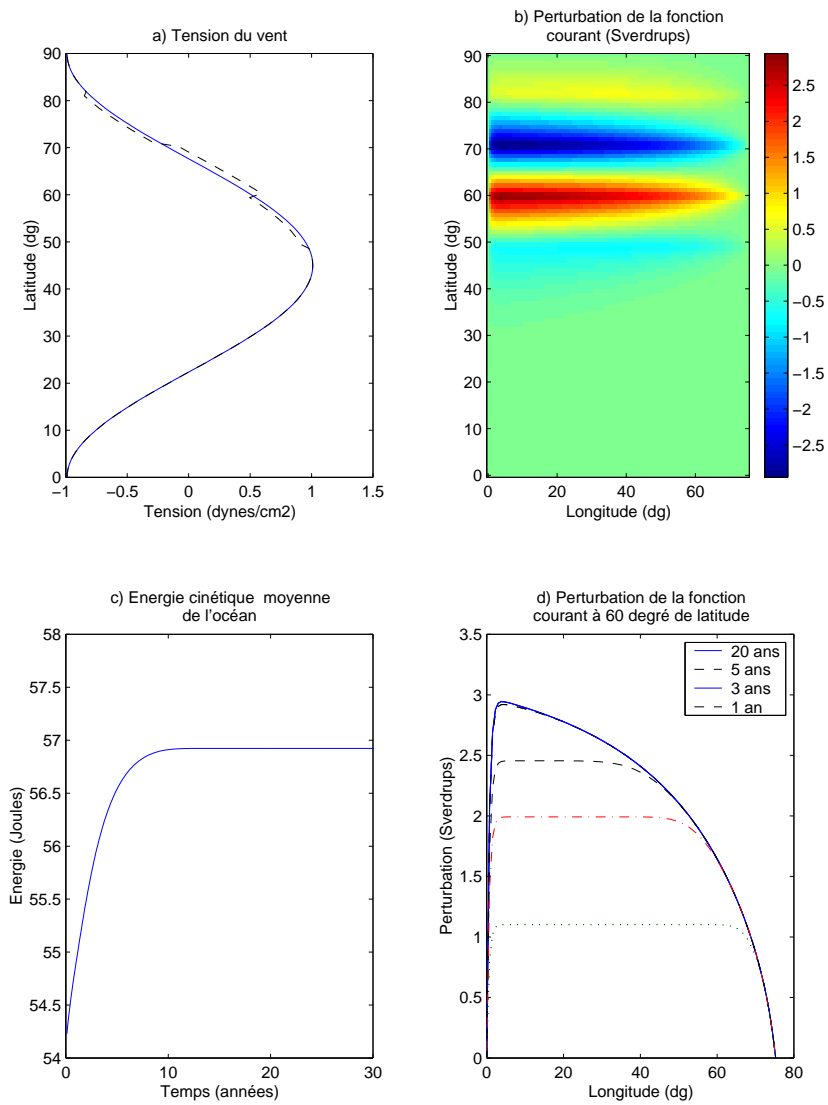 a) Tension du vent
90
80
70
60
50
40
30
20
10
0
Latitude (dg)
−1 −0.5 0 0.5 1 1.5
Tension (dynes/cm2)
b) Perturbation de la fonction
courant (Sverdrups)
90
80
70
60
50
40
30
20
10
0
Latitude (dg)
0 20 40 60
Longitude (dg)
2.5
2
1.5
1
0.5
0
−0.5
−1
−1.5
−2
−2.5
c) Energie cinétique moyenne
de l'océan
58
57.5
57
56.5
56
55.5
55
54.5
54
Energie (Joules)
0 10 20 30
Temps (années)
d) Perturbation de la fonction
courant à 60 degré de latitude
3.5
3
2.5
2
1.5
1
0.5
0
Perturbation (Sverdrups)
20 ans
5 ans
3 ans
1 an
0 20 40 60 80
Longitude (dg)